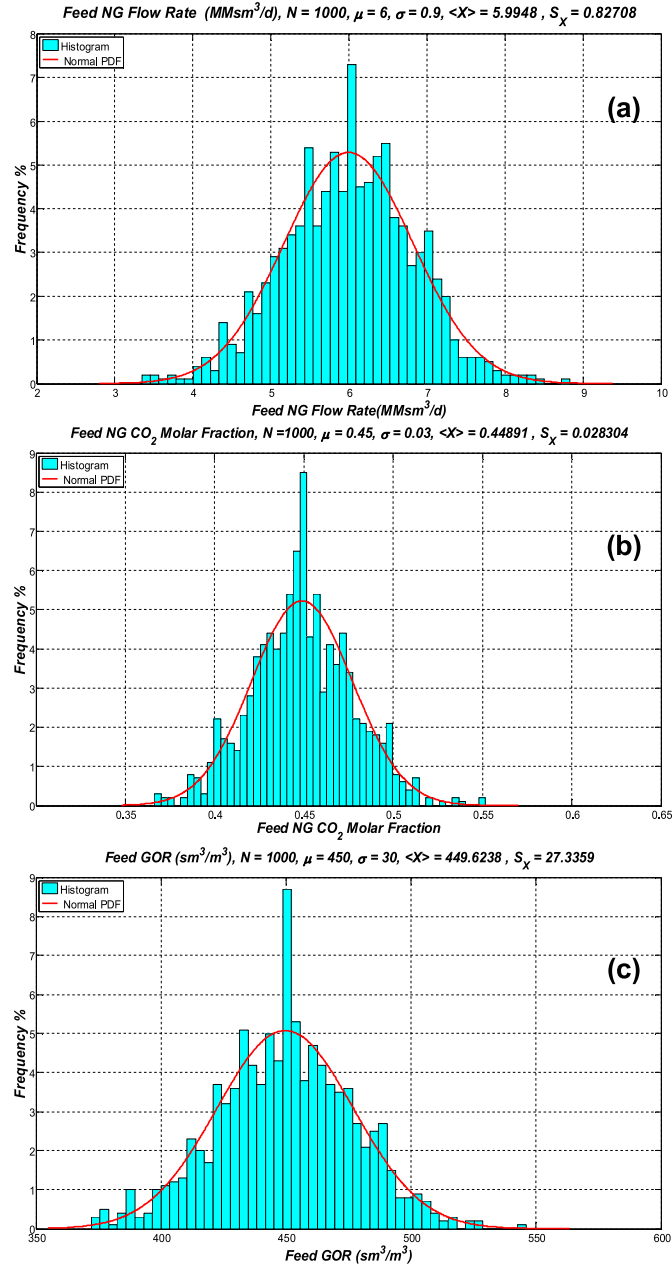 Feed NG Flow Rate (MMsm³/d), N = 1000, μ = 6, σ = 0.9, <X> = 5.9948 , S_X = 0.82708
8
Histogram
Normal PDF
7
(a)
6
5
4
3
2
1
0
Frequency %
2 3 4 5 6 7 8 9 10
Feed NG Flow Rate(MMsm³/d)
Feed NG CO₂ Molar Fraction, N =1000, μ = 0.45, σ = 0.03, <X> = 0.44891 , S_X = 0.028304
9
Histogram
Normal PDF
8
7
(b)
6
5
4
3
2
1
0
Frequency %
0.35 0.4 0.45 0.5 0.55 0.6 0.65
Feed NG CO₂ Molar Fraction
Feed GOR (sm³/m³), N = 1000, μ = 450, σ = 30, <X> = 449.6238 , S_X = 27.3359
9
Histogram
Normal PDF
8
7
(c)
6
5
4
3
2
1
0
Frequency %
350 400 450 500 550 600
Feed GOR (sm³/m³)